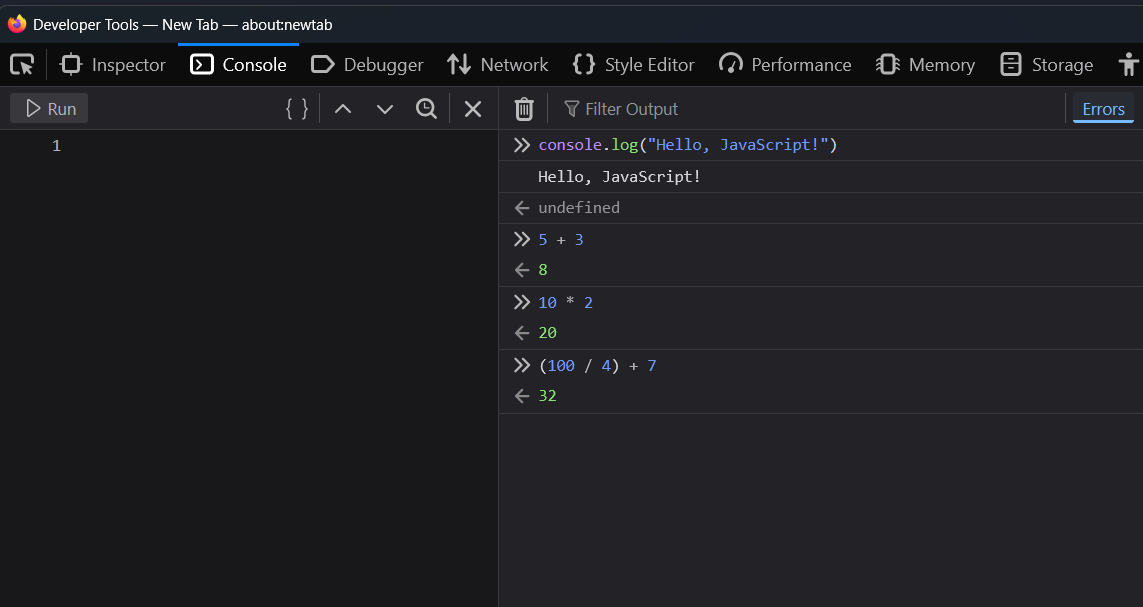 Developer Tools — New Tab — about:newtab
Inspector Console Debugger Network Style Editor Performance Memory Storage
Run { } Filter Output Errors
1
» console.log("Hello, JavaScript!")
Hello, JavaScript!
← undefined
» 5 + 3
← 8
» 10 * 2
← 20
» (100 / 4) + 7
← 32